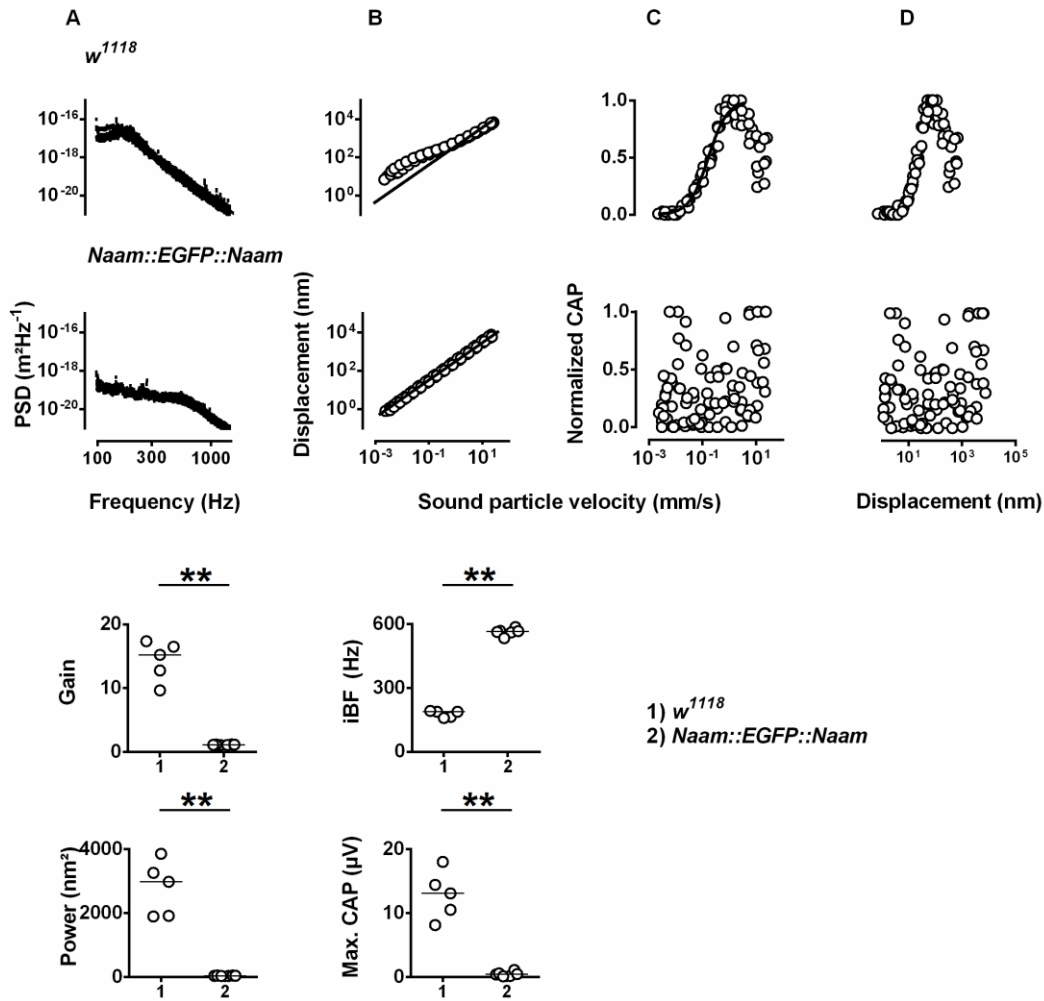 A B C D
w¹¹¹⁸
10⁻¹⁶ 10⁴ 1.0
10⁻¹⁸ 10² 0.5
10⁻²⁰ 10⁰ 0.0
Naam::EGFP::Naam
PSD (m²Hz⁻¹)
Displacement (nm)
Normalized CAP
10⁻¹⁶ 10⁴ 1.0
10⁻¹⁸ 10² 0.5
10⁻²⁰ 10⁰ 0.0
100 300 1000 10⁻³ 10⁻¹ 10¹ 10⁻³ 10⁻¹ 10¹ 10¹ 10³ 10⁵
Frequency (Hz) Sound particle velocity (mm/s) Displacement (nm)
** **
Gain
20
10
0
1 2
iBF (Hz)
600
300
0
1 2
1) w¹¹¹⁸
2) Naam::EGFP::Naam
** **
Power (nm²)
4000
2000
0
1 2
Max. CAP (µV)
20
10
0
1 2